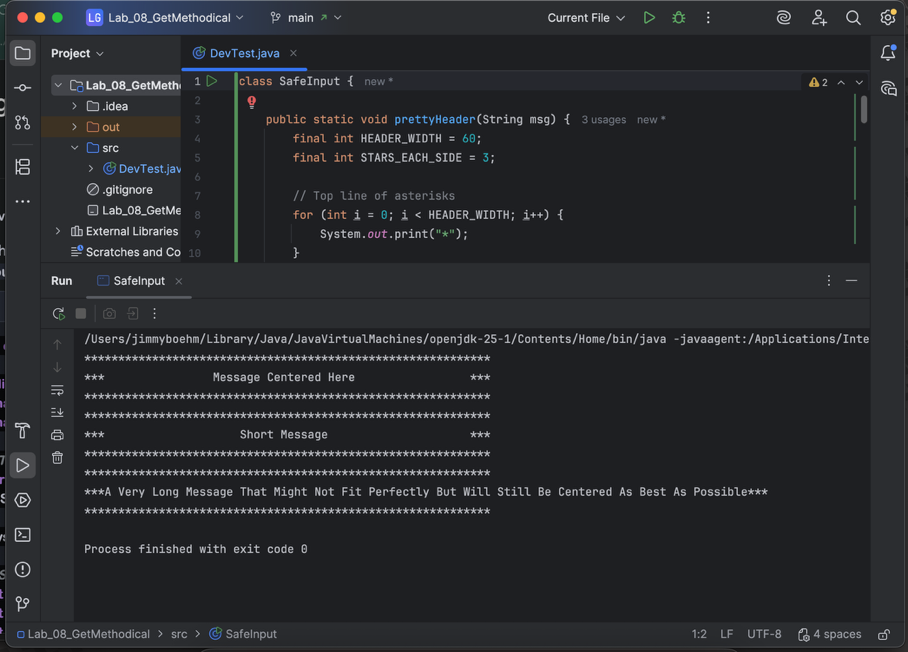 LG Lab_08_GetMethodical main Current File
Project
DevTest.java
Lab_08_GetMetho
.idea
out
src
DevTest.jav
.gitignore
Lab_08_GetMe
External Libraries
Scratches and Co
1 class SafeInput { new * 2
2
3 public static void prettyHeader(String msg) { 3 usages new *
4 final int HEADER_WIDTH = 60;
5 final int STARS_EACH_SIDE = 3;
6
7 // Top line of asterisks
8 for (int i = 0; i < HEADER_WIDTH; i++) {
9 System.out.print("*");
10 }
Run SafeInput
/Users/jimmyboehm/Library/Java/JavaVirtualMachines/openjdk-25-1/Contents/Home/bin/java -javaagent:/Applications/Inte
************************************************************
*** Message Centered Here ***
************************************************************
************************************************************
*** Short Message ***
************************************************************
************************************************************
***A Very Long Message That Might Not Fit Perfectly But Will Still Be Centered As Best As Possible***
************************************************************
Process finished with exit code 0
Lab_08_GetMethodical > src > SafeInput 1:2 LF UTF-8 4 spaces